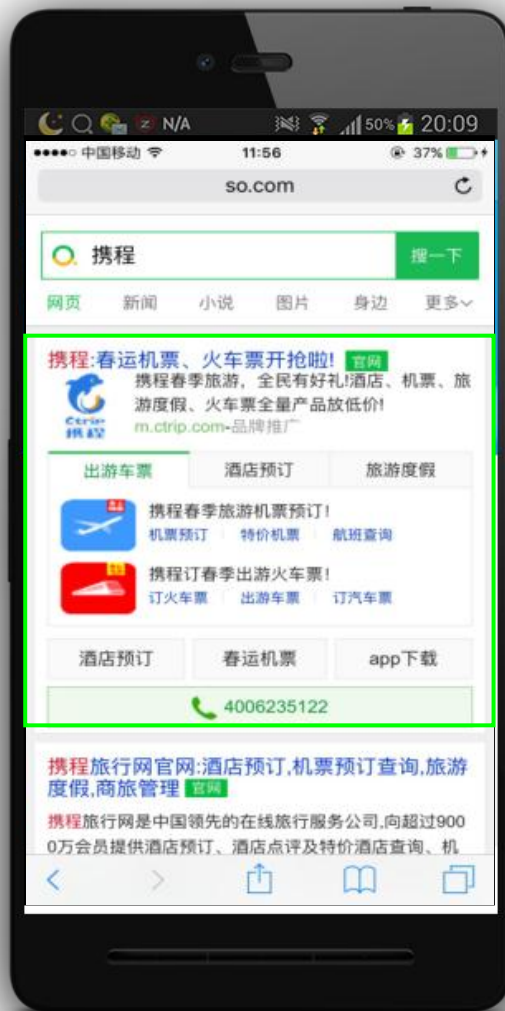 N/A 50% 20:09
中国移动 11:56 37%
so.com
携程 搜一下
网页 新闻 小说 图片 身边 更多
携程:春运机票、火车票开抢啦! 官网
携程春季旅游，全民有好礼!酒店、机票、旅
游度假、火车票全量产品放低价!
m.ctrip.com-品牌推广
Ctrip
携程
出游车票 酒店预订 旅游度假
携程春季旅游机票预订!
机票预订 特价机票 航班查询
携程订春季出游火车票!
订火车票 出游车票 订汽车票
酒店预订 春运机票 app下载
4006235122
携程旅行网官网:酒店预订,机票预订查询,旅游
度假,商旅管理 官网
携程旅行网是中国领先的在线旅行服务公司,向超过900
0万会员提供酒店预订、酒店点评及特价酒店查询、机